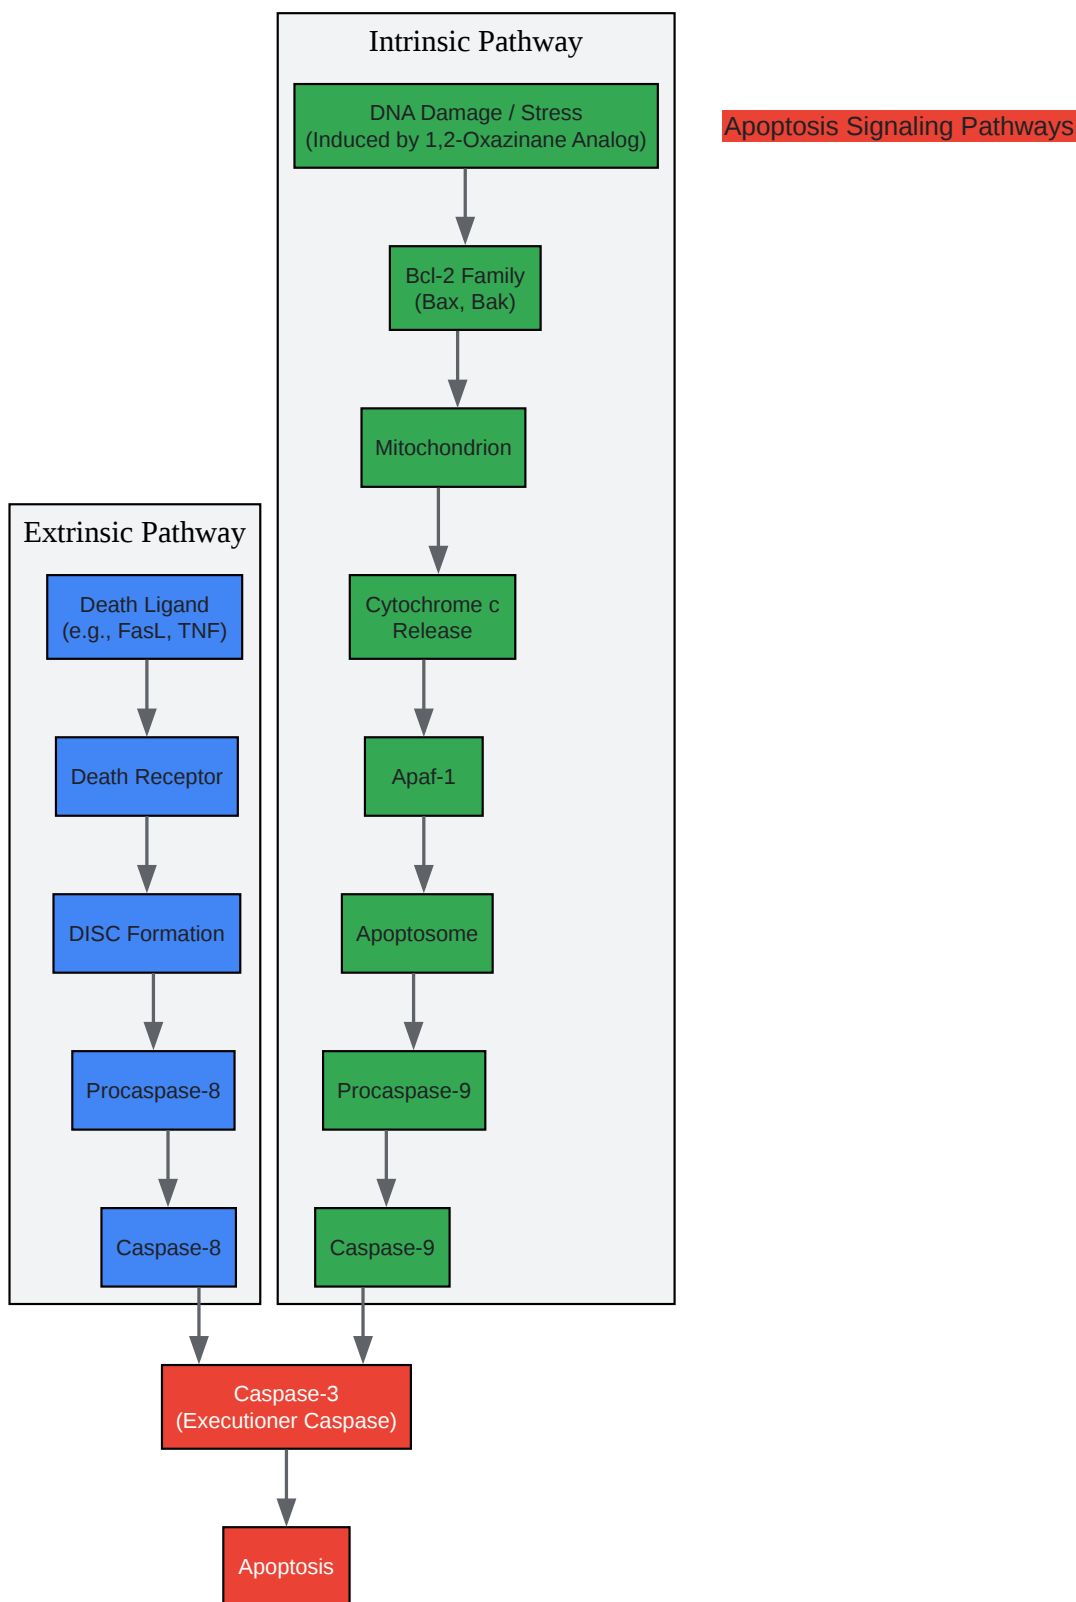 Intrinsic Pathway
DNA Damage / Stress
(Induced by 1,2-Oxazinane Analog)
Apoptosis Signaling Pathways
Bcl-2 Family
(Bax, Bak)
Mitochondrion
Extrinsic Pathway
Death Ligand
(e.g., FasL, TNF)
Cytochrome c
Release
Death Receptor
Apaf-1
DISC Formation
Apoptosome
Procaspase-8
Procaspase-9
Caspase-8
Caspase-9
Caspase-3
(Executioner Caspase)
Apoptosis